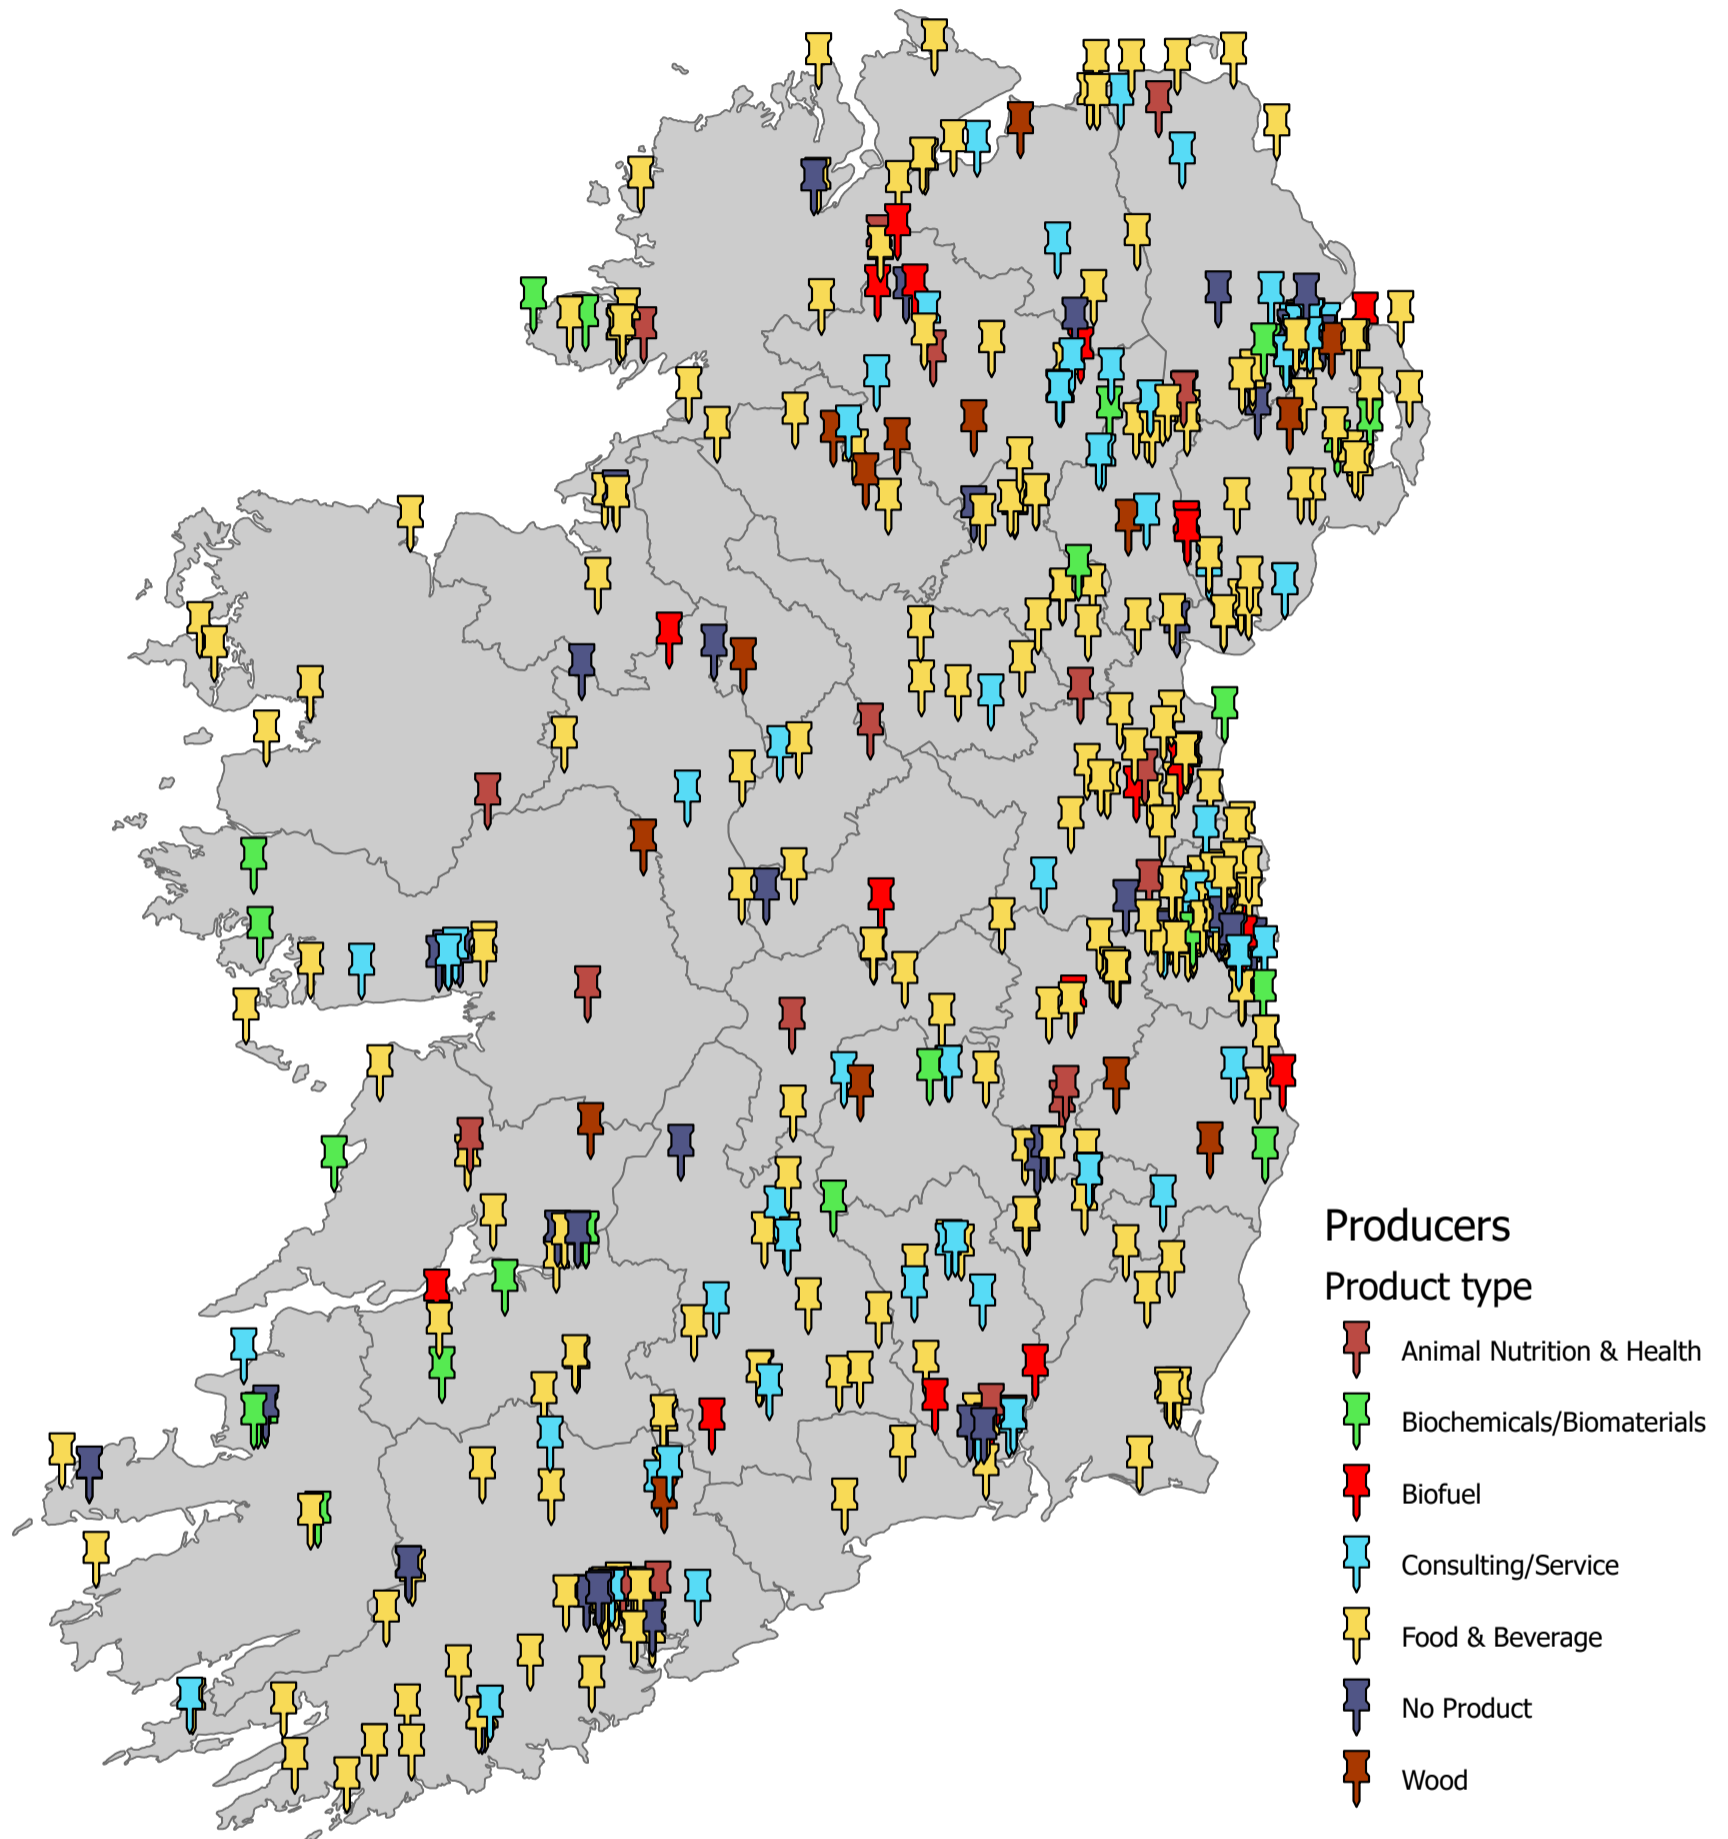 Producers
Product type
Animal Nutrition & Health
Biochemicals/Biomaterials
Biofuel
Consulting/Service
Food & Beverage
No Product
Wood